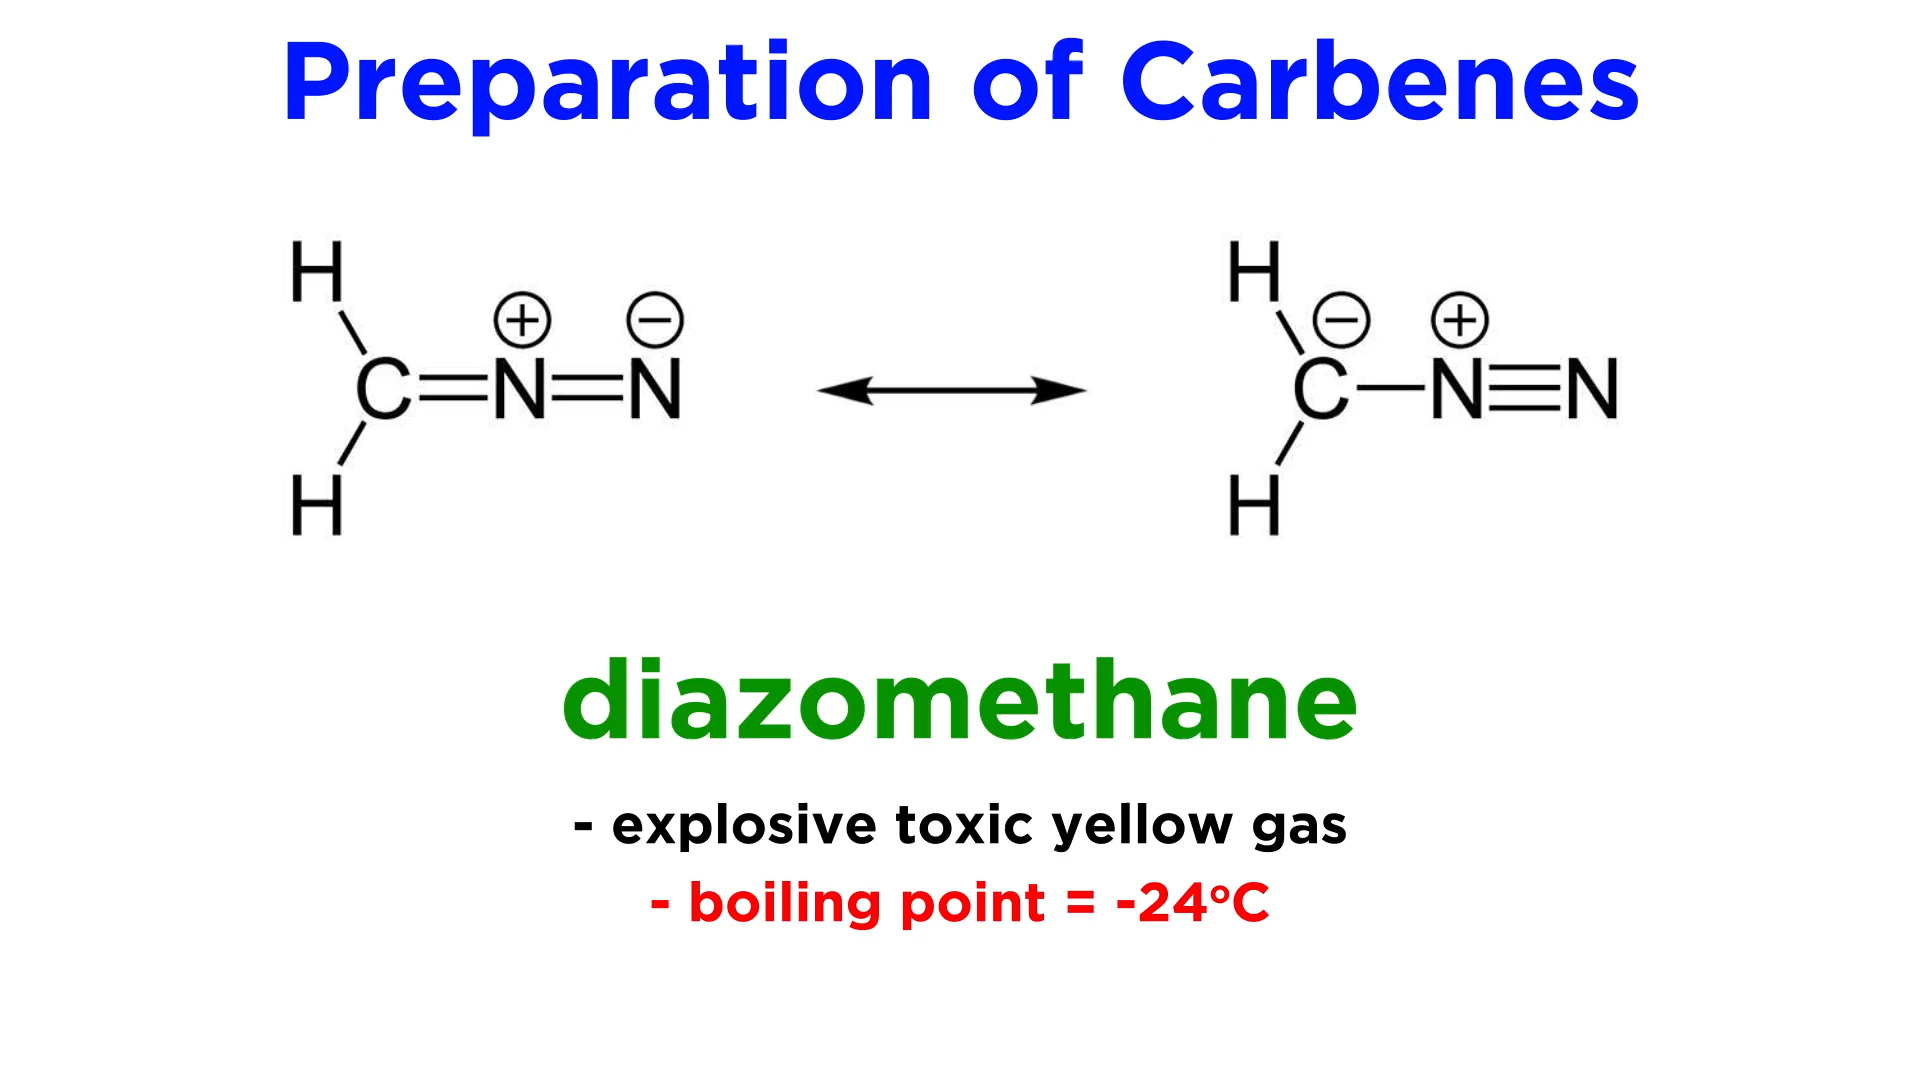 Preparation of Carbenes
H H
⊕ ⊖ ⊖ ⊕
C=N=N C—N≡N
H H
diazomethane
- explosive toxic yellow gas
- boiling point = -24°C